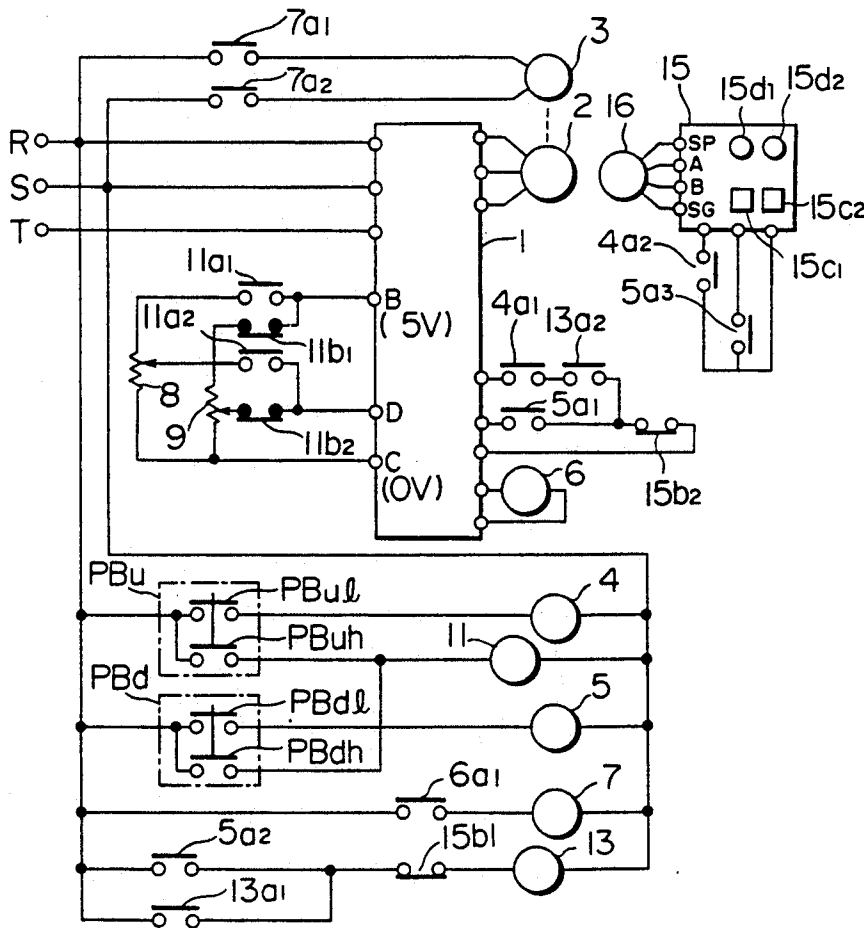 7a1
7a2
3
15
15d1
15d2
2
16
R
SP
A
S
B
15c2
T
SG
4a2
15c1
1
11a1
5a3
B
11a2
(5V)
4a1
13a2
11b1
8
5a1
D
9
11b2
C
6
15b2
(0V)
PBu
PBul
4
PBuh
11
PBd
PBdl
5
PBdh
6a1
7
5a2
15b1
13
13a1